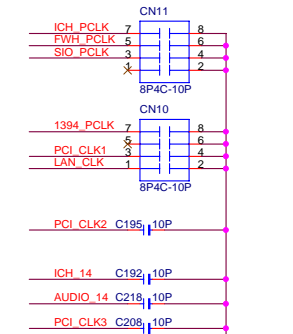 CN11
ICH_PCLK 7 8
FWH_PCLK 5 6
SIO_PCLK 3 4
1 2
8P4C-10P
CN10
1394_PCLK 7 8
5 6
PCI_CLK1 3 4
LAN_CLK 1 2
8P4C-10P
PCI_CLK2 C195 10P
ICH_14 C192 10P
AUDIO_14 C218 10P
PCI_CLK3 C208 10P